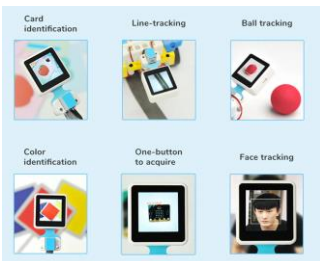 Card
identification
Line-tracking
Ball tracking
Color
identification
One-button
to acquire
Face tracking